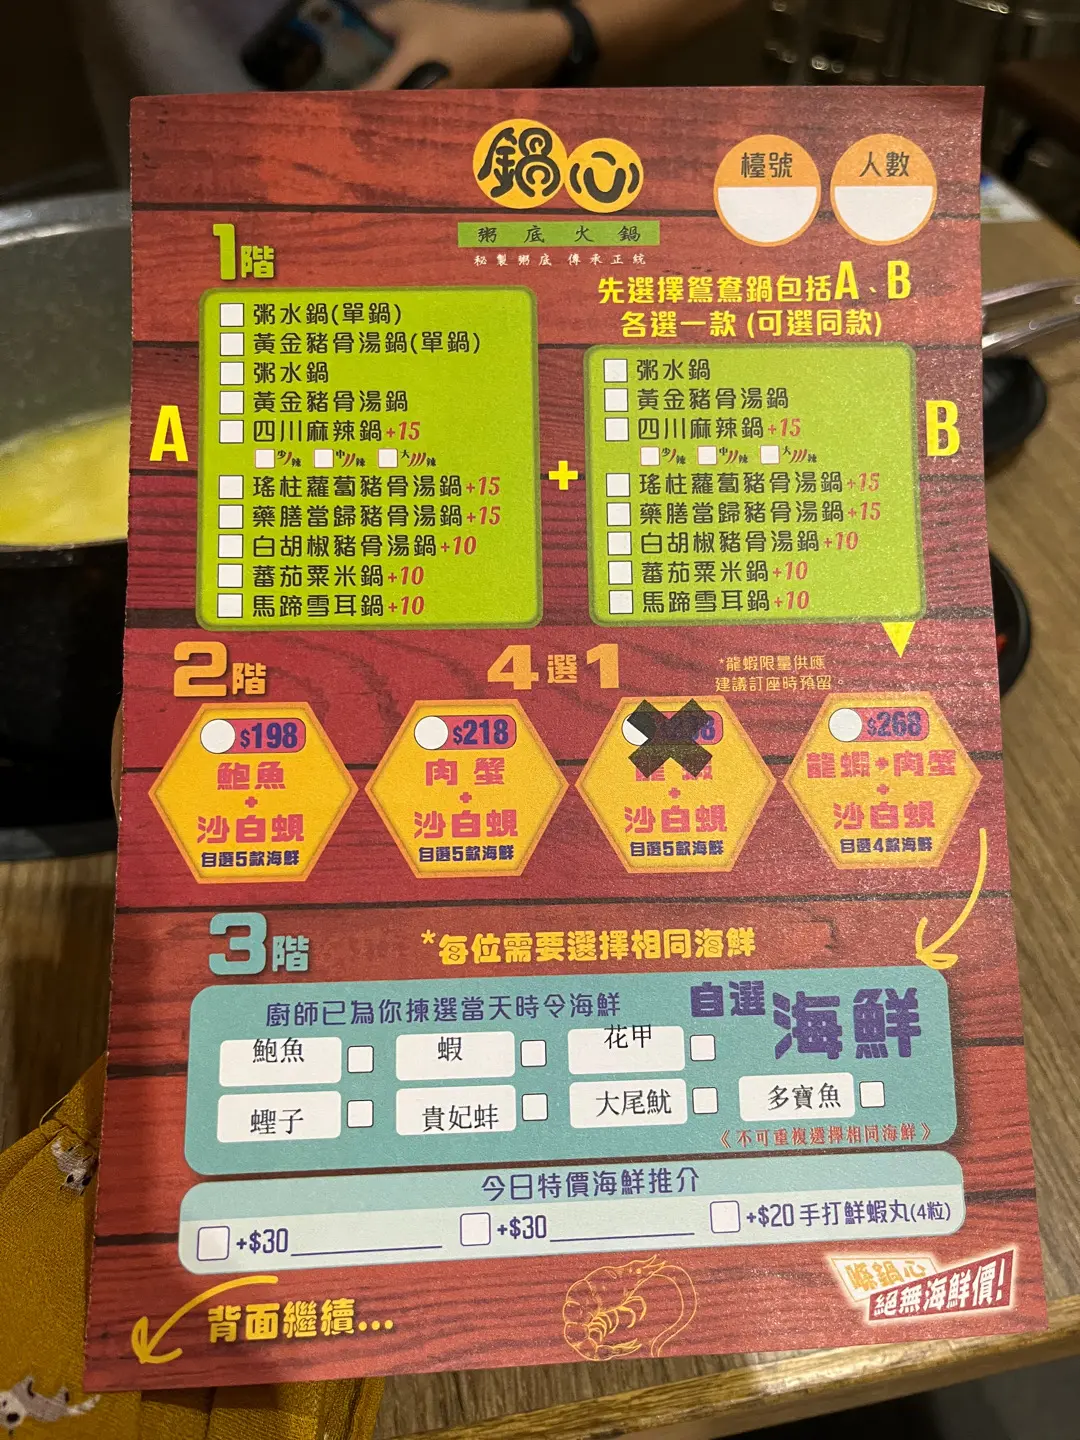 鍋心
粥底火鍋
秘製粥底 傳承正統
檯號
人數
1階
先選擇鴛鴦鍋包括A、B
各選一款 (可選同款)
A
粥水鍋(單鍋)
黃金豬骨湯鍋(單鍋)
粥水鍋
黃金豬骨湯鍋
四川麻辣鍋+15
少辣 中辣 大辣
瑤柱蘿蔔豬骨湯鍋+15
藥膳當歸豬骨湯鍋+15
白胡椒豬骨湯鍋+10
蕃茄粟米鍋+10
馬蹄雪耳鍋+10
+
B
粥水鍋
黃金豬骨湯鍋
四川麻辣鍋+15
少辣 中辣 大辣
瑤柱蘿蔔豬骨湯鍋+15
藥膳當歸豬骨湯鍋+15
白胡椒豬骨湯鍋+10
蕃茄粟米鍋+10
馬蹄雪耳鍋+10
2階
4選1
*龍蝦限量供應
建議訂座時預留。
$198
鮑魚
+
沙白蜆
自選5款海鮮
$218
肉蟹
+
沙白蜆
自選5款海鮮
+
沙白蜆
自選5款海鮮
$268
龍蝦+肉蟹
+
沙白蜆
自選4款海鮮
3階
*每位需要選擇相同海鮮
廚師已為你揀選當天時令海鮮
自選海鮮
鮑魚
蝦
花甲
蟶子
貴妃蚌
大尾魷
多寶魚
《不可重複選擇相同海鮮》
今日特價海鮮推介
+$30
+$30
+$20 手打鮮蝦丸(4粒)
背面繼續...
嚟鍋心
絕無海鮮價!